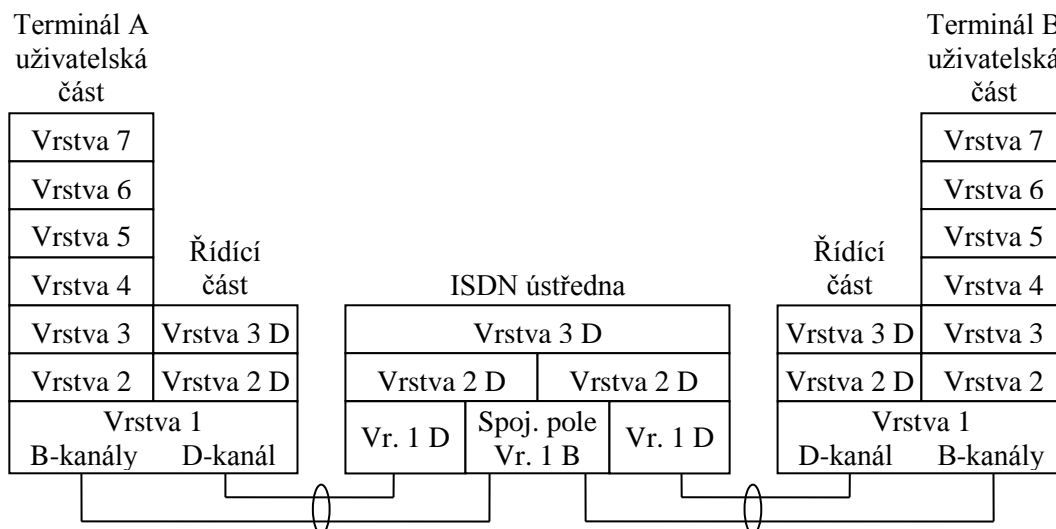 Terminál A
uživatelská
část
Vrstva 7
Vrstva 6
Vrstva 5
Vrstva 4
Vrstva 3
Vrstva 2
Řídící
část
Vrstva 3 D
Vrstva 2 D
Vrstva 1
B-kanály D-kanál
ISDN ústředna
Vrstva 3 D
Vrstva 2 D Vrstva 2 D
Vr. 1 D
Spoj. pole
Vr. 1 B
Vr. 1 D
Terminál B
uživatelská
část
Vrstva 7
Vrstva 6
Vrstva 5
Vrstva 4
Vrstva 3
Vrstva 2
Řídící
část
Vrstva 3 D
Vrstva 2 D
Vrstva 1
D-kanál B-kanály